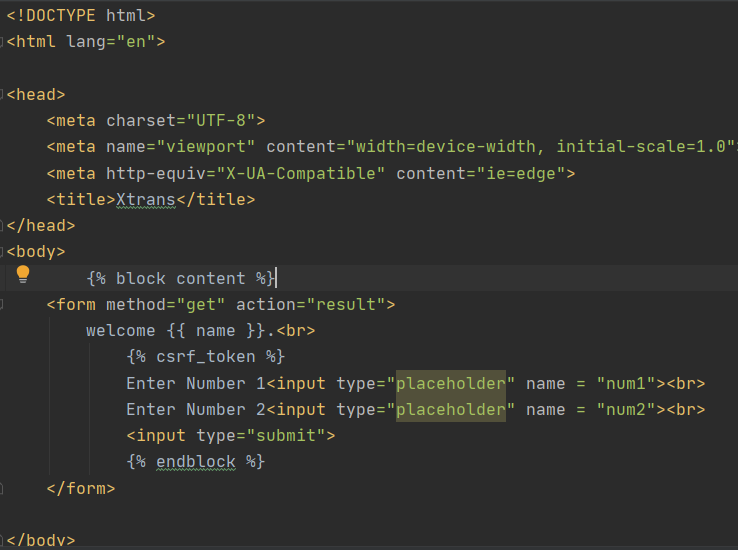 <!DOCTYPE html>
<html lang="en">
<head>
<meta charset="UTF-8">
<meta name="viewport" content="width=device-width, initial-scale=1.0">
<meta http-equiv="X-UA-Compatible" content="ie=edge">
<title>Xtrans</title>
</head>
<body>
{% block content %}
<form method="get" action="result">
welcome {{ name }}.<br>
{% csrf_token %}
Enter Number 1<input type="placeholder" name = "num1"><br>
Enter Number 2<input type="placeholder" name = "num2"><br>
<input type="submit">
{% endblock %}
</form>
</body>